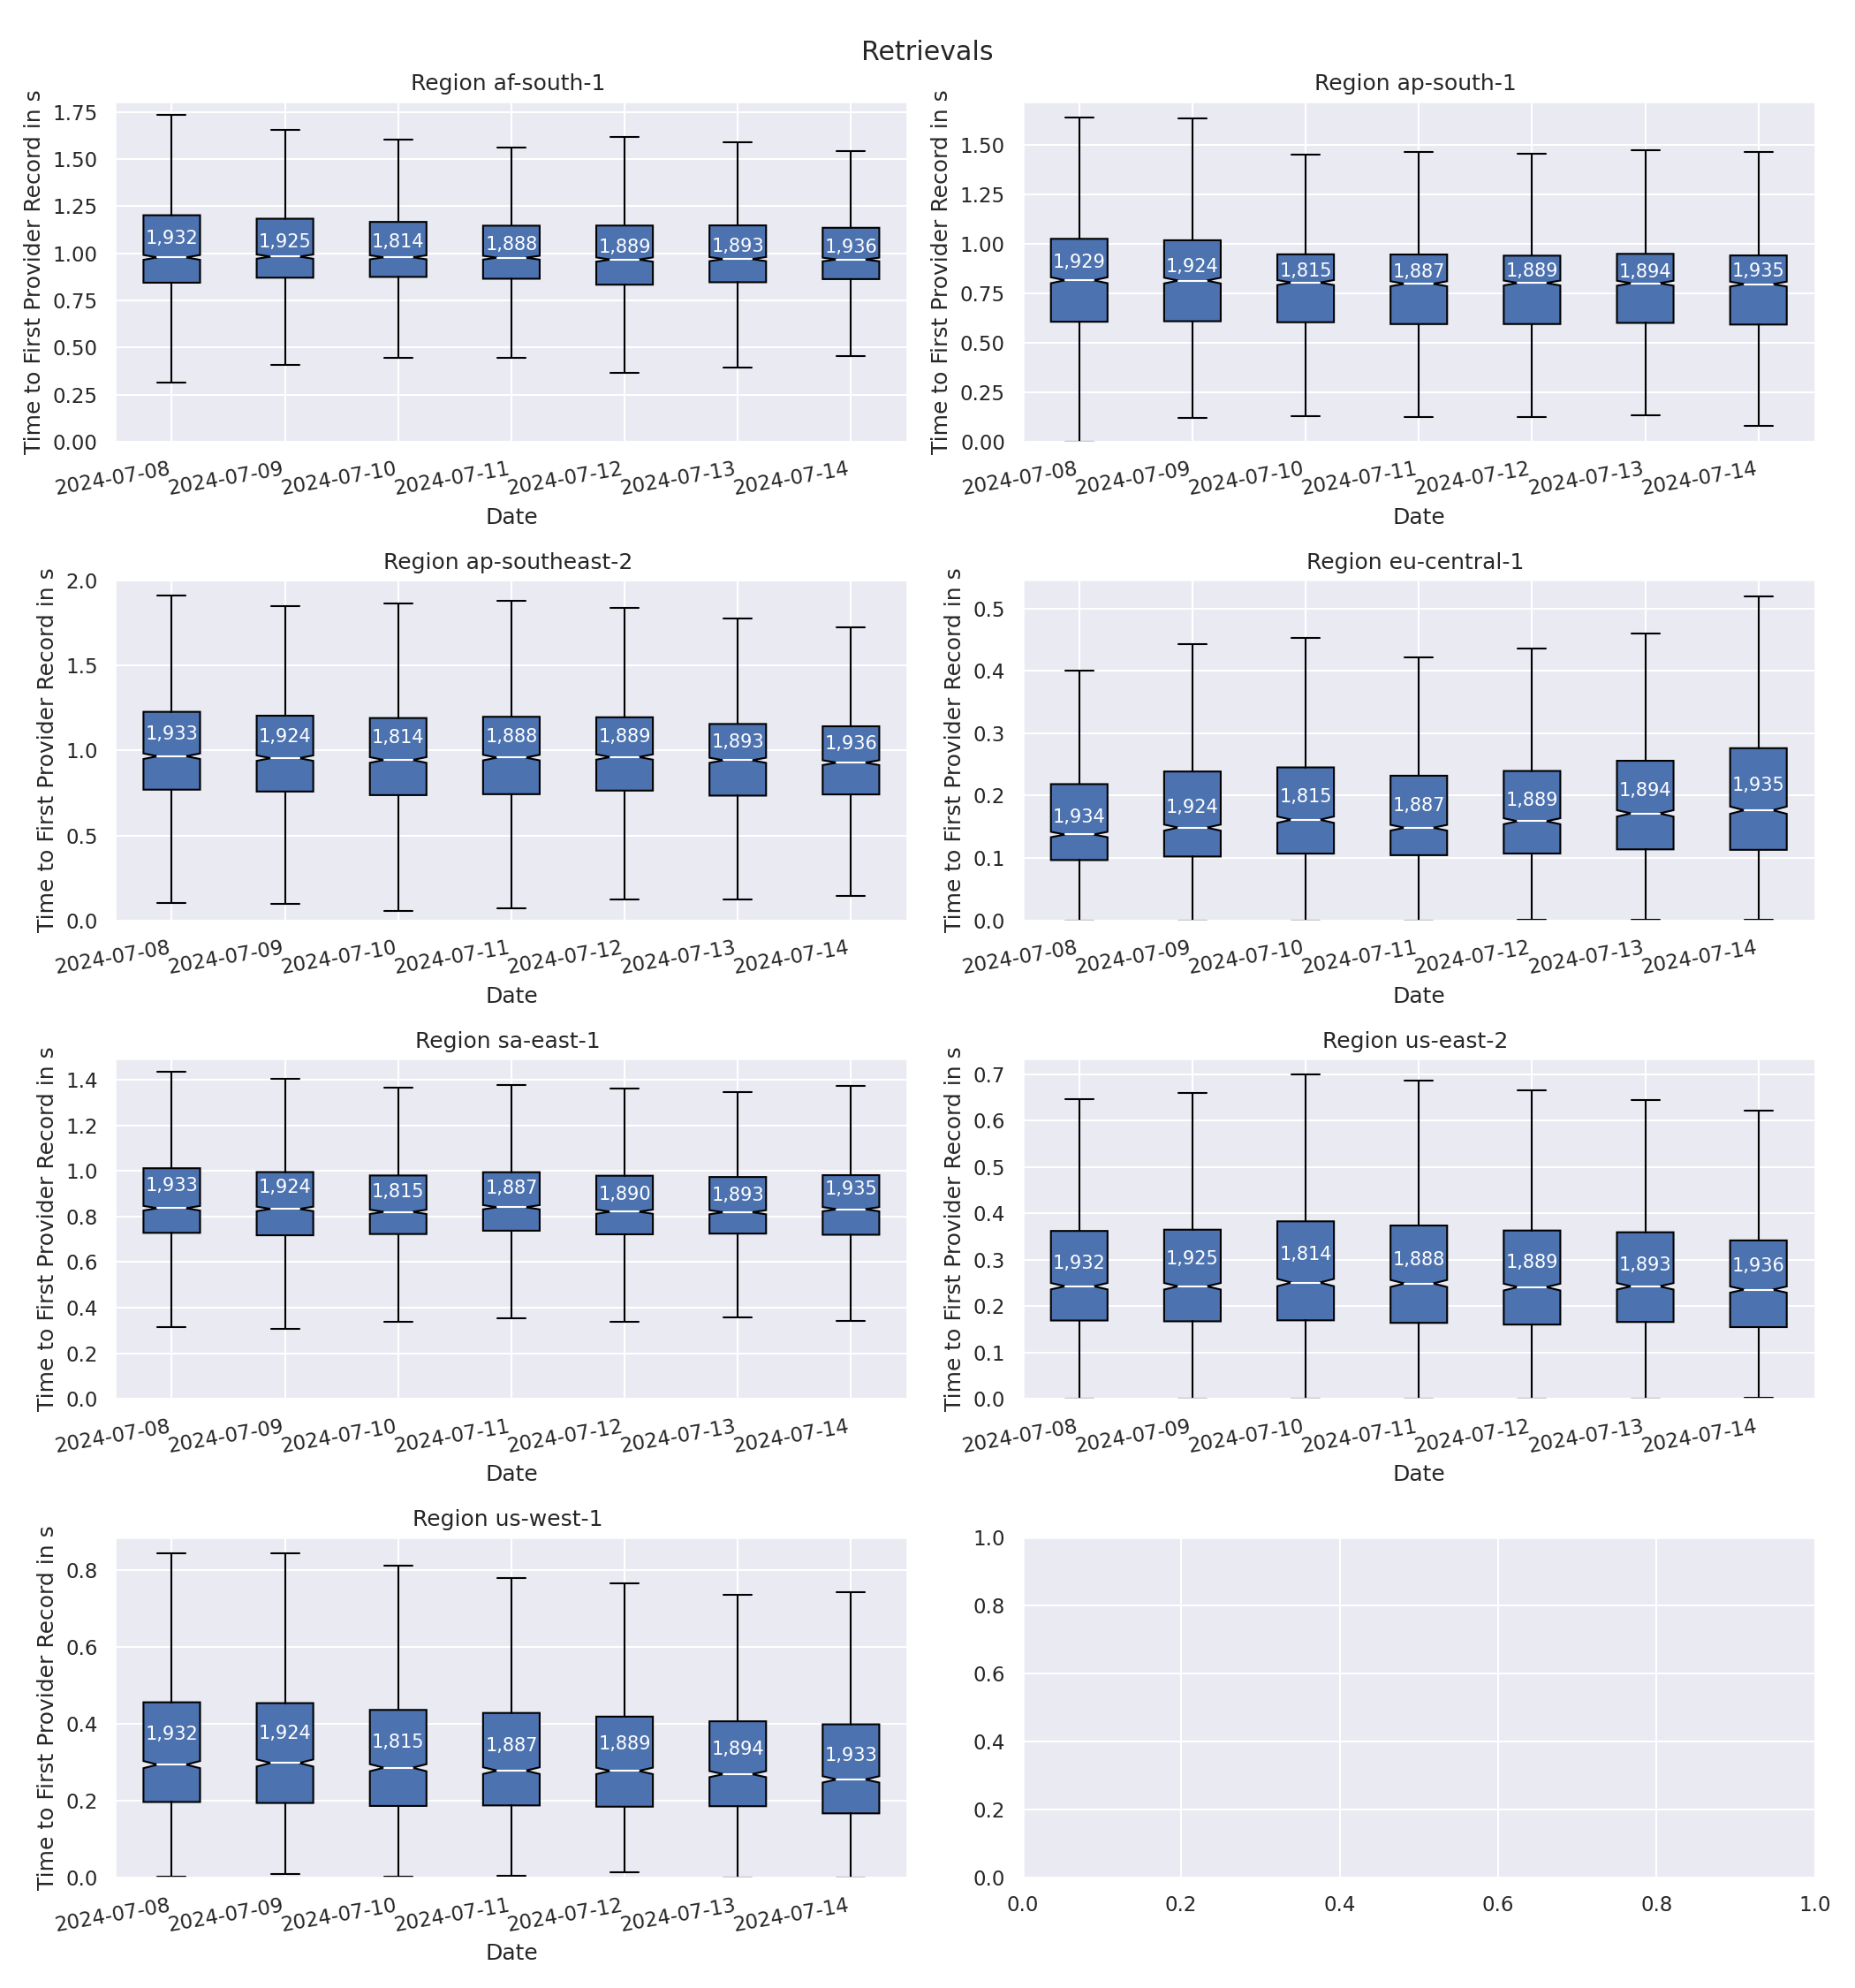 Retrievals
Region af-south-1
Time to First Provider Record in s
1.75
1.50
1.25
1.00
0.75
0.50
0.25
0.00
1,932 1,925 1,814 1,888 1,889 1,893 1,936
2024-07-08 2024-07-09 2024-07-10 2024-07-11 2024-07-12 2024-07-13 2024-07-14
Date
Region ap-south-1
Time to First Provider Record in s
1.50
1.25
1.00
0.75
0.50
0.25
0.00
1,929 1,924 1,815 1,887 1,889 1,894 1,935
2024-07-08 2024-07-09 2024-07-10 2024-07-11 2024-07-12 2024-07-13 2024-07-14
Date
Region ap-southeast-2
Time to First Provider Record in s
2.0
1.5
1.0
0.5
0.0
1,933 1,924 1,814 1,888 1,889 1,893 1,936
2024-07-08 2024-07-09 2024-07-10 2024-07-11 2024-07-12 2024-07-13 2024-07-14
Date
Region eu-central-1
Time to First Provider Record in s
0.5
0.4
0.3
0.2
0.1
0.0
1,934 1,924 1,815 1,887 1,889 1,894 1,935
2024-07-08 2024-07-09 2024-07-10 2024-07-11 2024-07-12 2024-07-13 2024-07-14
Date
Region sa-east-1
Time to First Provider Record in s
1.4
1.2
1.0
0.8
0.6
0.4
0.2
0.0
1,933 1,924 1,815 1,887 1,890 1,893 1,935
2024-07-08 2024-07-09 2024-07-10 2024-07-11 2024-07-12 2024-07-13 2024-07-14
Date
Region us-east-2
Time to First Provider Record in s
0.7
0.6
0.5
0.4
0.3
0.2
0.1
0.0
1,932 1,925 1,814 1,888 1,889 1,893 1,936
2024-07-08 2024-07-09 2024-07-10 2024-07-11 2024-07-12 2024-07-13 2024-07-14
Date
Region us-west-1
Time to First Provider Record in s
0.8
0.6
0.4
0.2
0.0
1,932 1,924 1,815 1,887 1,889 1,894 1,933
2024-07-08 2024-07-09 2024-07-10 2024-07-11 2024-07-12 2024-07-13 2024-07-14
Date
1.0
0.8
0.6
0.4
0.2
0.0
0.0 0.2 0.4 0.6 0.8 1.0